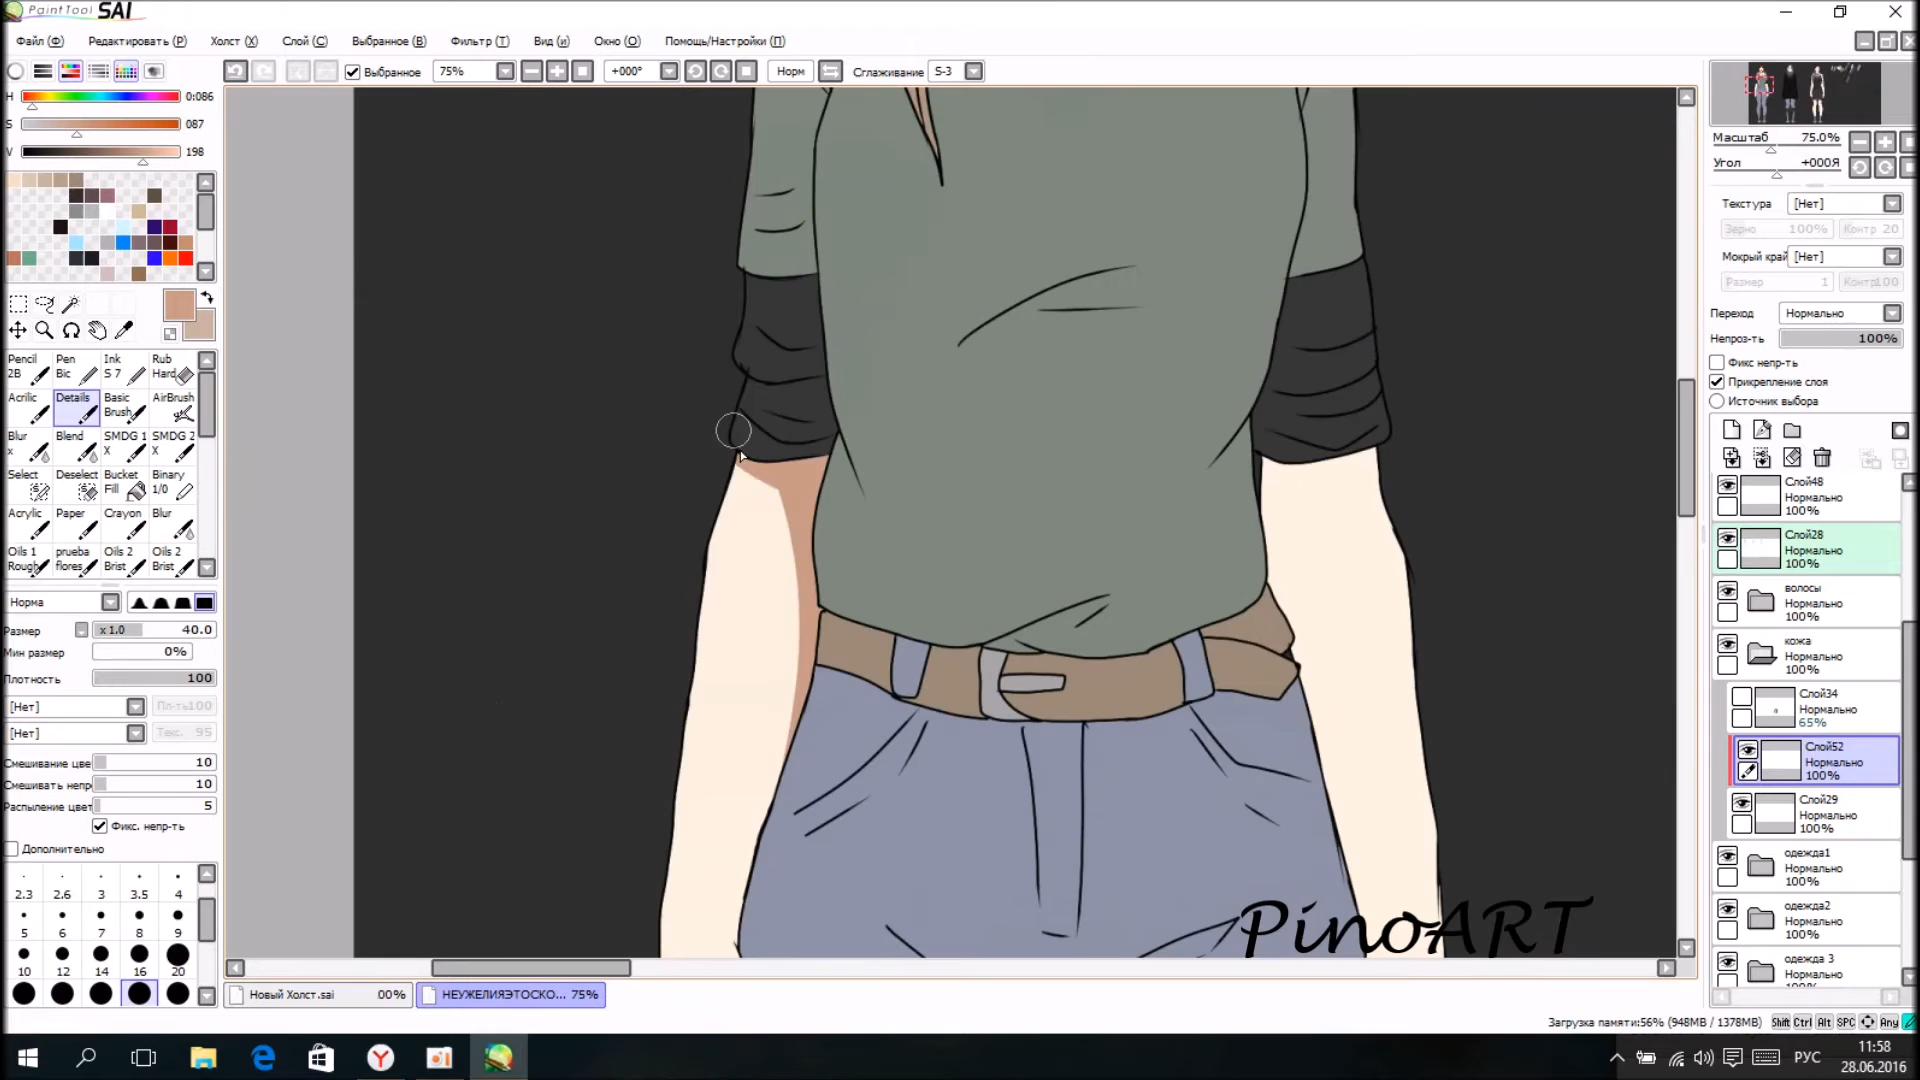 PaintTool SAI
Файл (Ф) Редактировать (Р) Холст (Х) Слой (С) Выбранное (В) Фильтр (Т) Вид (и) Окно (О) Помощь/Настройки (П)
Выбранное 75% +000° Норм Сглаживание S-3
H 0:086
S 087
V 198
Масштаб 75.0%
Угол +000Я
Текстура [Нет]
Зерно 100% Контр 20
Мокрый край [Нет]
Размер 1 Контр100
Переход Нормально
Непроз-ть 100%
Фикс непр-ть
Прикрепление слоя
Источник выбора
Pencil 2B Pen Bic Ink S 7 Rub Hard
Acrilic Details Basic Brush AirBrush
Blur x Blend SMDG 1 X SMDG 2 X
Select Deselect Bucket Fill Binary 1/0
Acrylic Paper Crayon Blur
Oils 1 Rough prueba flores Oils 2 Brist Oils 2 Brist
Норма
Размер x 1.0 40.0
Мин размер 0%
Плотность 100
[Нет] Пл-ть100
[Нет] Текс. 95
Смешивание цве 10
Смешивать непр 10
Распыление цвет 5
Фикс. непр-ть
Дополнительно
2.3 2.6 3 3.5 4
5 6 7 8 9
10 12 14 16 20
Слой48
Нормально
100%
Слой28
Нормально
100%
волосы
Нормально
100%
кожа
Нормально
100%
Слой34
Нормально
65%
Слой52
Нормально
100%
Слой29
Нормально
100%
одежда1
Нормально
100%
одежда2
Нормально
100%
одежда 3
Нормально
PinoART
Новый Холст.sai 00% НЕУЖЕЛИЯЭТОСКО... 75%
Загрузка памяти:56% (948MB / 1378MB) Shift Ctrl Alt SPC Any
РУС 11:58
28.06.2016